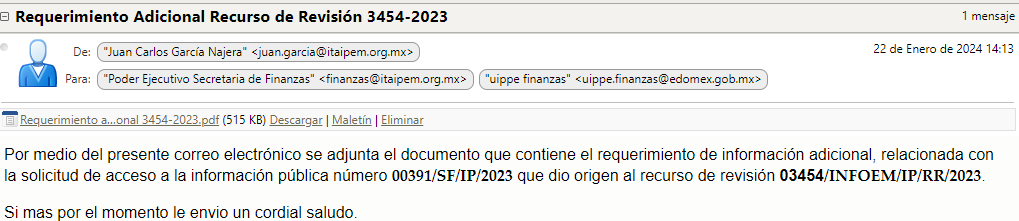 Requerimiento Adicional Recurso de Revisión 3454-2023
1 mensaje
De: "Juan Carlos García Najera" <juan.garcia@itaipem.org.mx>
22 de Enero de 2024 14:13
Para: "Poder Ejecutivo Secretaria de Finanzas" <finanzas@itaipem.org.mx> "uippe finanzas" <uippe.finanzas@edomex.gob.mx>
Requerimiento a...onal 3454-2023.pdf (515 KB) Descargar | Maletín | Eliminar
Por medio del presente correo electrónico se adjunta el documento que contiene el requerimiento de información adicional, relacionada con
la solicitud de acceso a la información pública número 00391/SF/IP/2023 que dio origen al recurso de revisión 03454/INFOEM/IP/RR/2023.
Si mas por el momento le envio un cordial saludo.